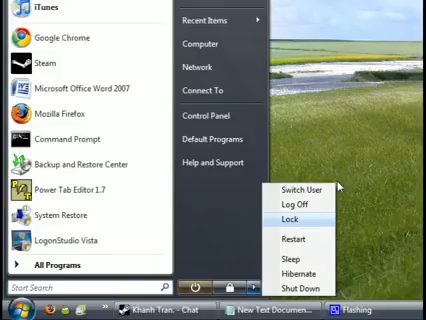 iTunes
Google Chrome
Steam
Microsoft Office Word 2007
Mozilla Firefox
Command Prompt
Backup and Restore Center
Power Tab Editor 1.7
System Restore
LogonStudio Vista
All Programs
Start Search
Recent Items
Computer
Network
Connect To
Control Panel
Default Programs
Help and Support
Switch User
Log Off
Lock
Restart
Sleep
Hibernate
Shut Down
Khanh Tran. - Chat
New Text Documen...
Flashing